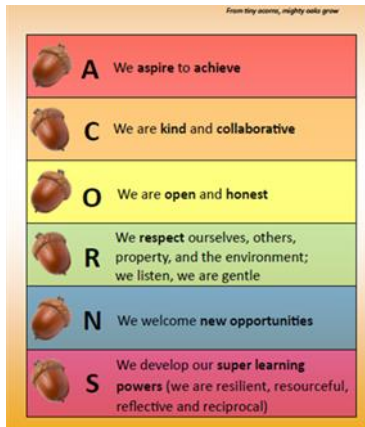 From tiny acorns, mighty oaks grow
A We aspire to achieve
C We are kind and collaborative
O We are open and honest
We respect ourselves, others,
R property, and the environment;
we listen, we are gentle
N We welcome new opportunities
We develop our super learning
S powers (we are resilient, resourceful,
reflective and reciprocal)